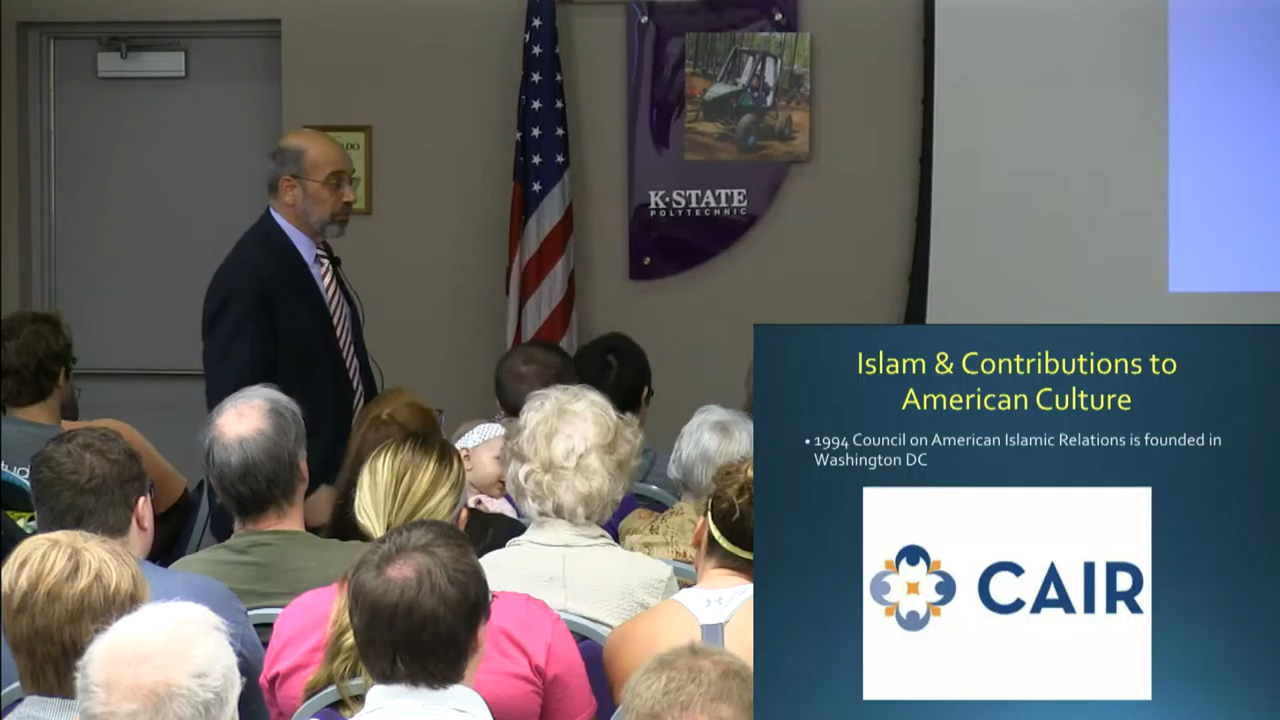 K·STATE
POLYTECHNIC
Islam & Contributions to
American Culture
• 1994 Council on American Islamic Relations is founded in
Washington DC
CAIR